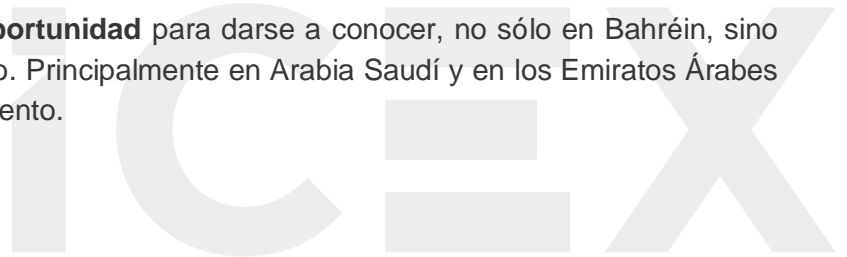 portunidad para darse a conocer, no sólo en Bahréin, sino
o. Principalmente en Arabia Saudí y en los Emiratos Árabes
ento.
iCEX